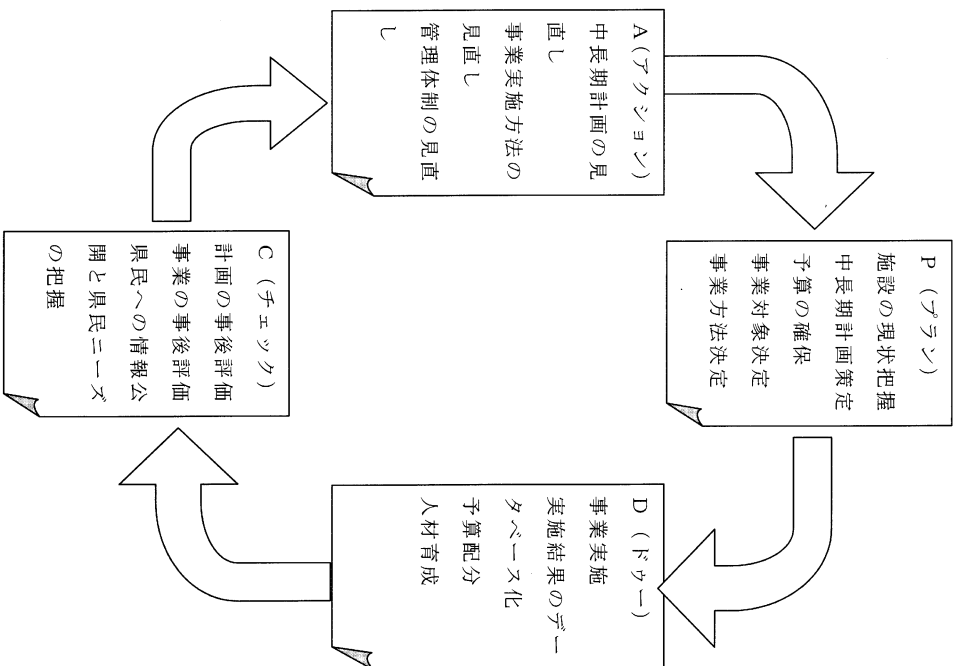 P（プラン）
施設の現状把握
中長期計画策定
予算の確保
事業対象決定
事業方法決定
D（ドゥー）
事業実施
実施結果のデー
タベース化
予算配分
人材育成
C（チェック）
計画の事後評価
事業の事後評価
県民への情報公
開と県民ニーズ
の把握
A(アクション)
中長期計画の見
直し
事業実施方法の
見直し
管理体制の見直
し